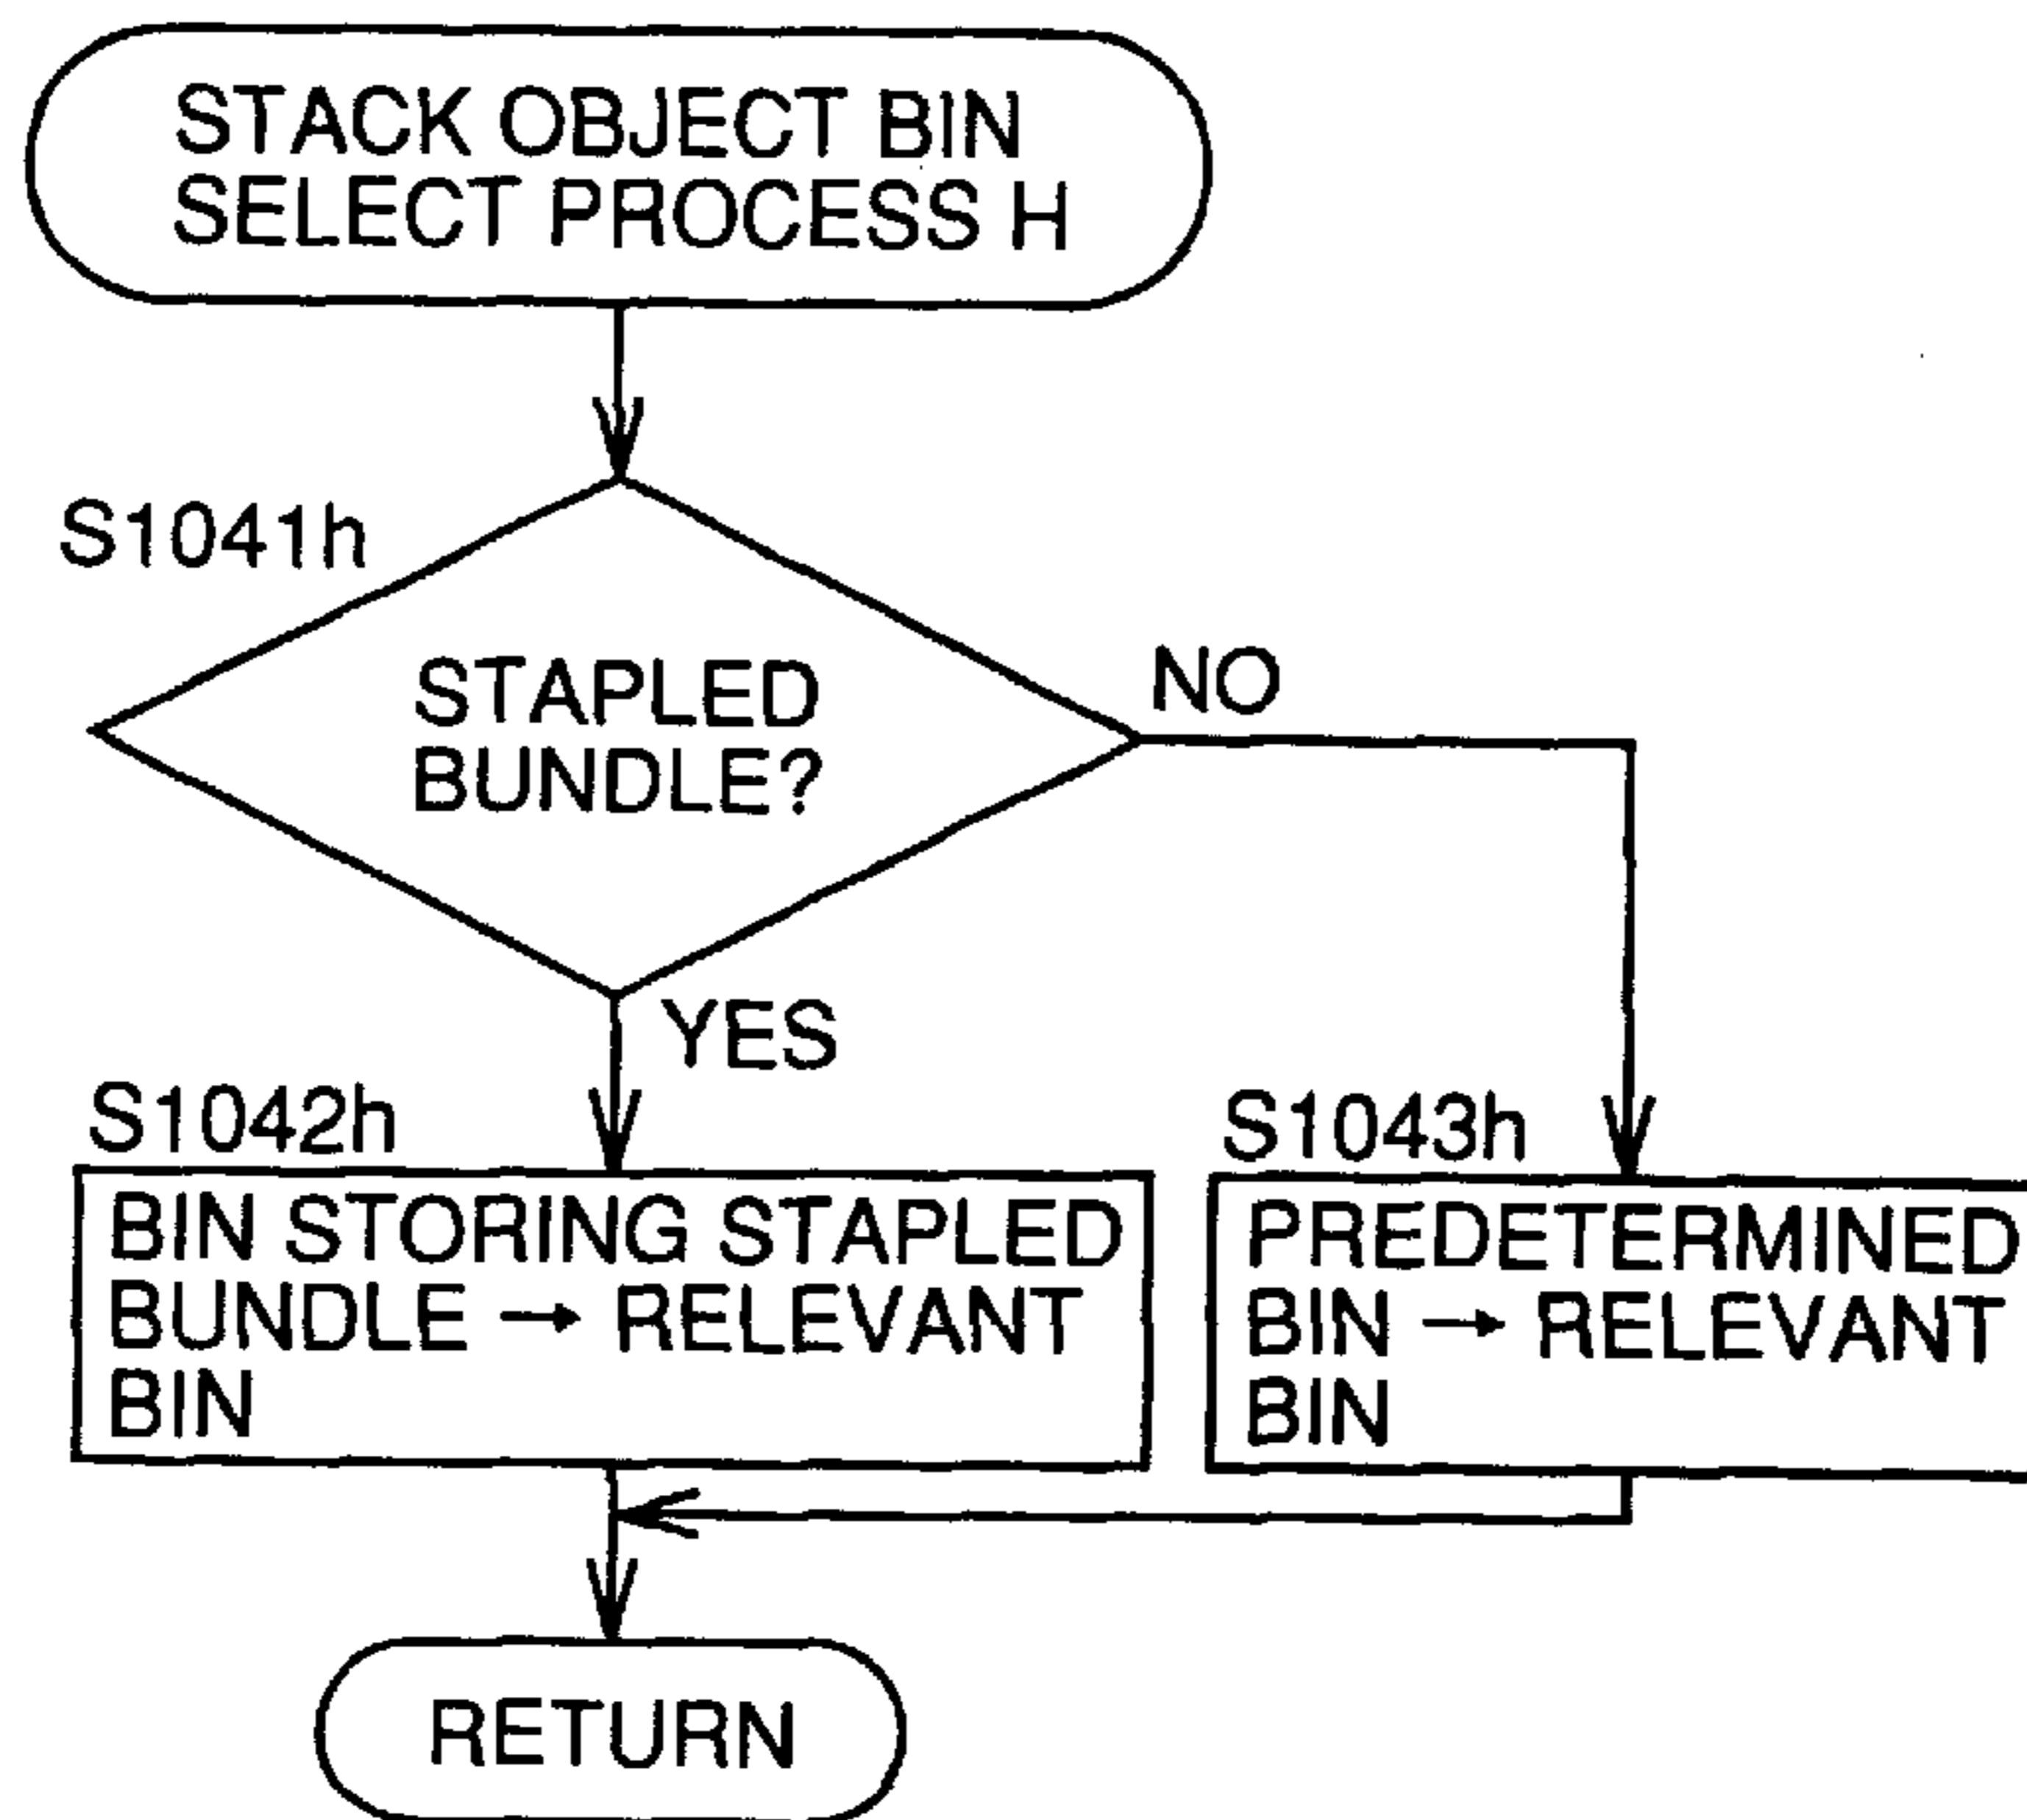 STACK OBJECT BIN
SELECT PROCESS H
S1041h
STAPLED
BUNDLE?
NO
YES
S1042h
BIN STORING STAPLED
BUNDLE → RELEVANT
BIN
S1043h
PREDETERMINED
BIN → RELEVANT
BIN
RETURN